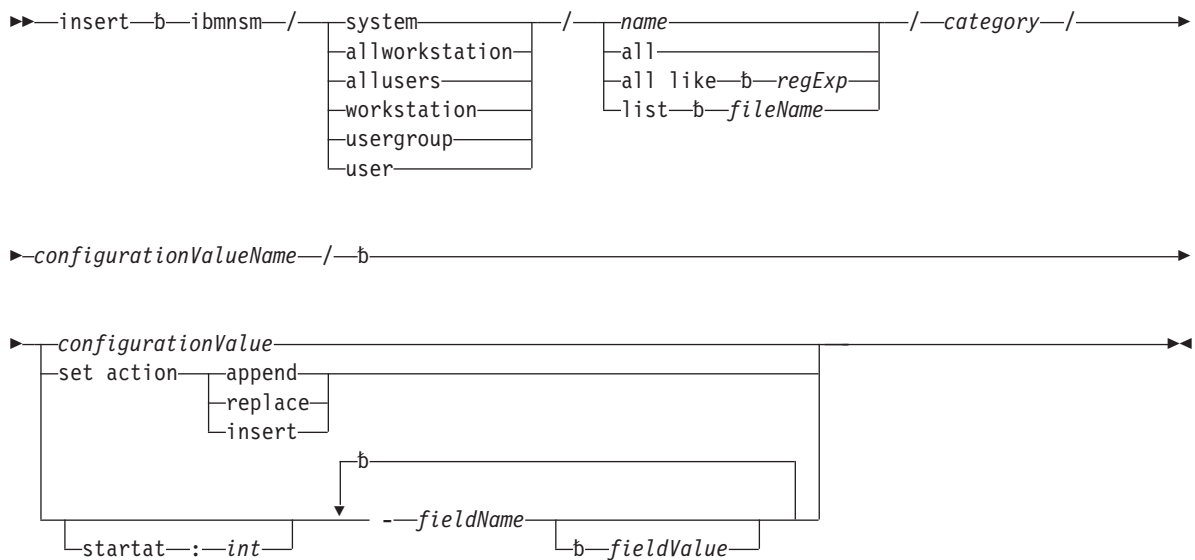 insert ƀ ibmnsm / system / name / category /
allworkstation all
allusers all like ƀ regExp
workstation list ƀ fileName
usergroup
user
configurationValueName / ƀ
configurationValue
set action append
replace
insert
ƀ
- fieldName
startat : int ƀ fieldValue